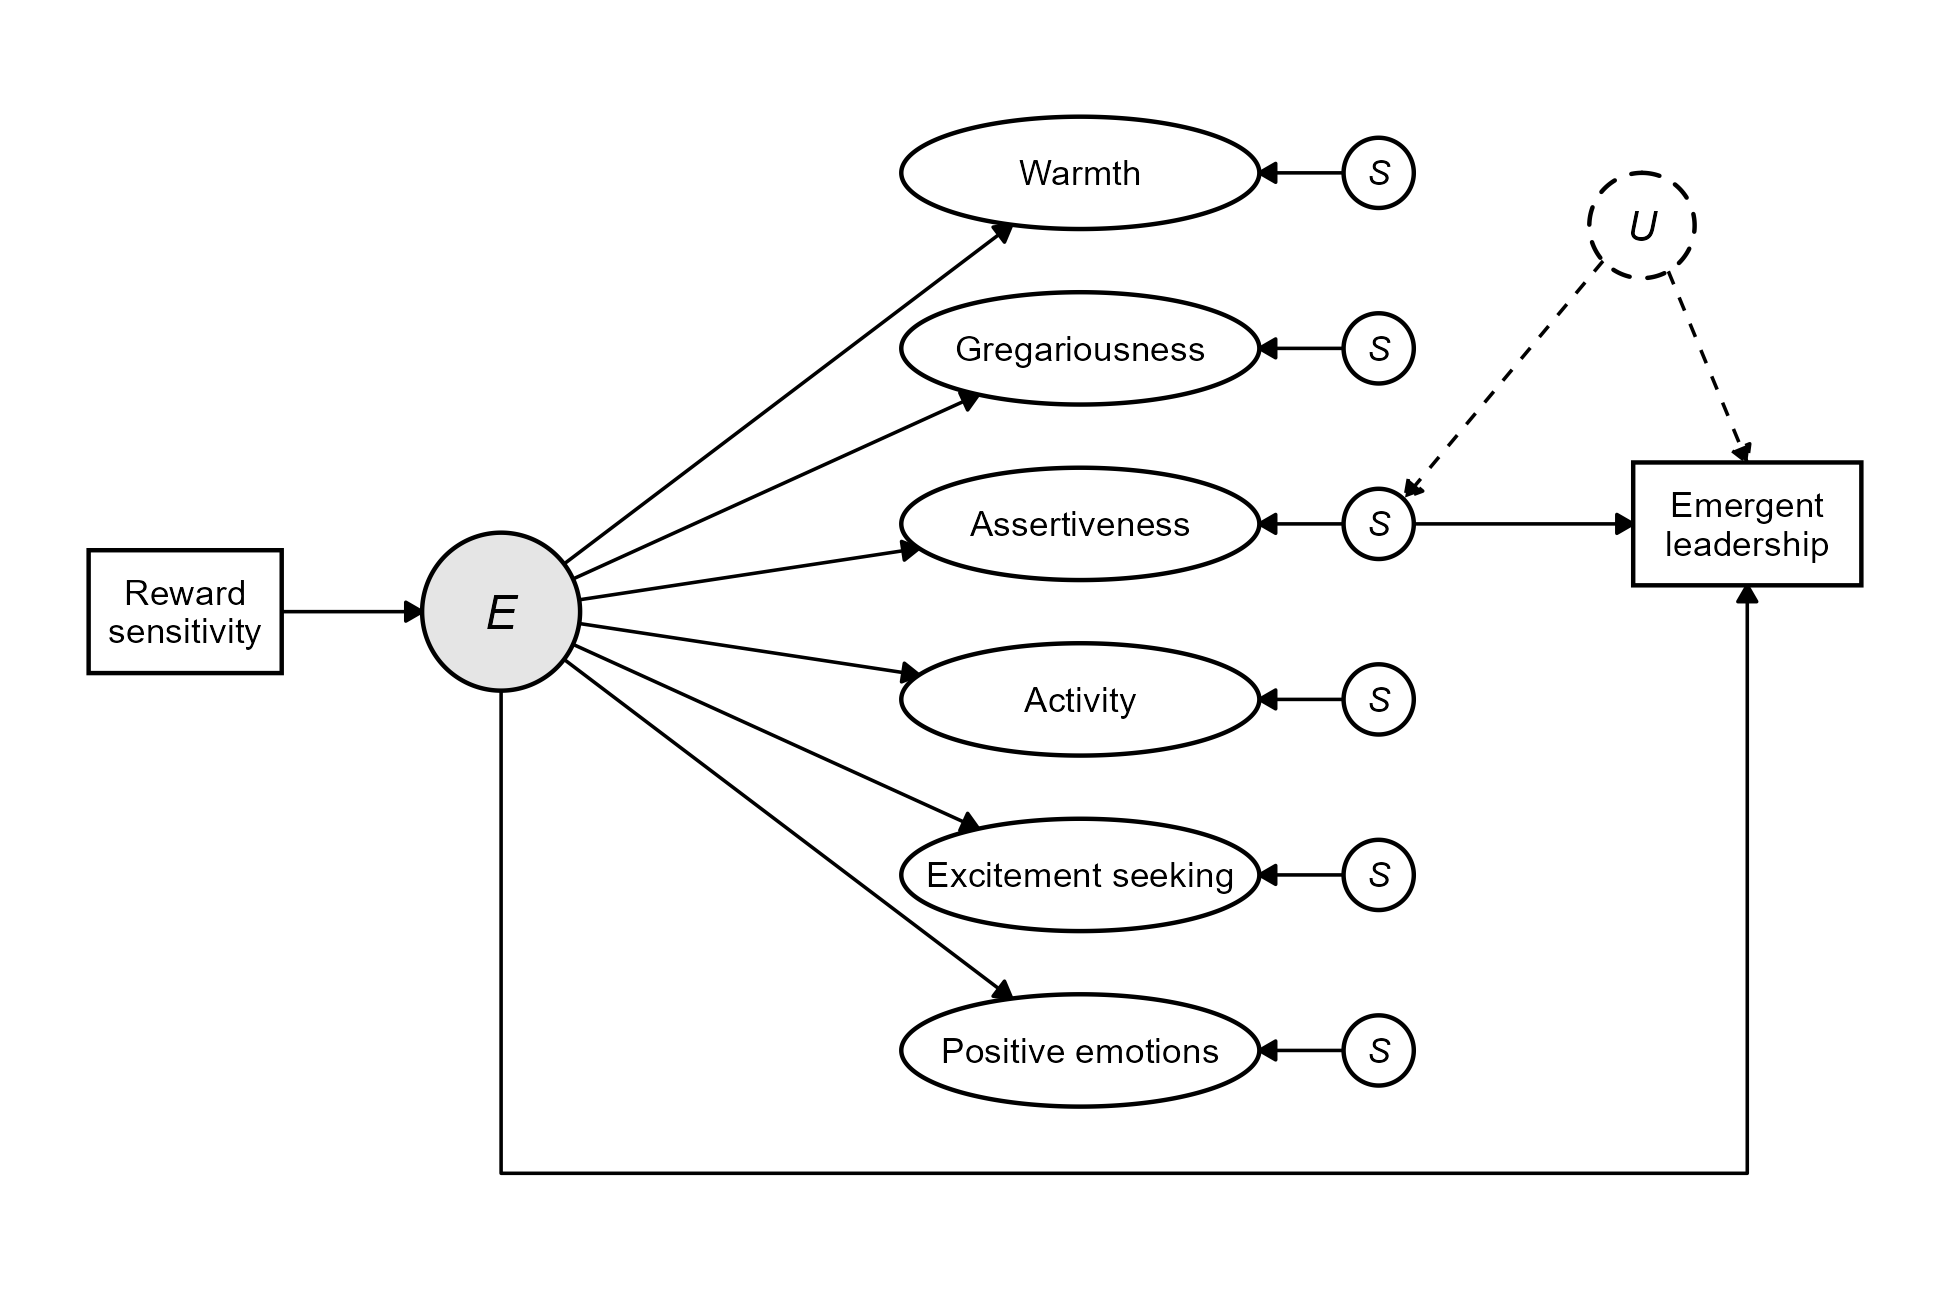 Warmth
S
U
Gregariousness
S
Assertiveness
S
Emergent
leadership
Reward
sensitivity
E
Activity
S
Excitement seeking
S
Positive emotions
S